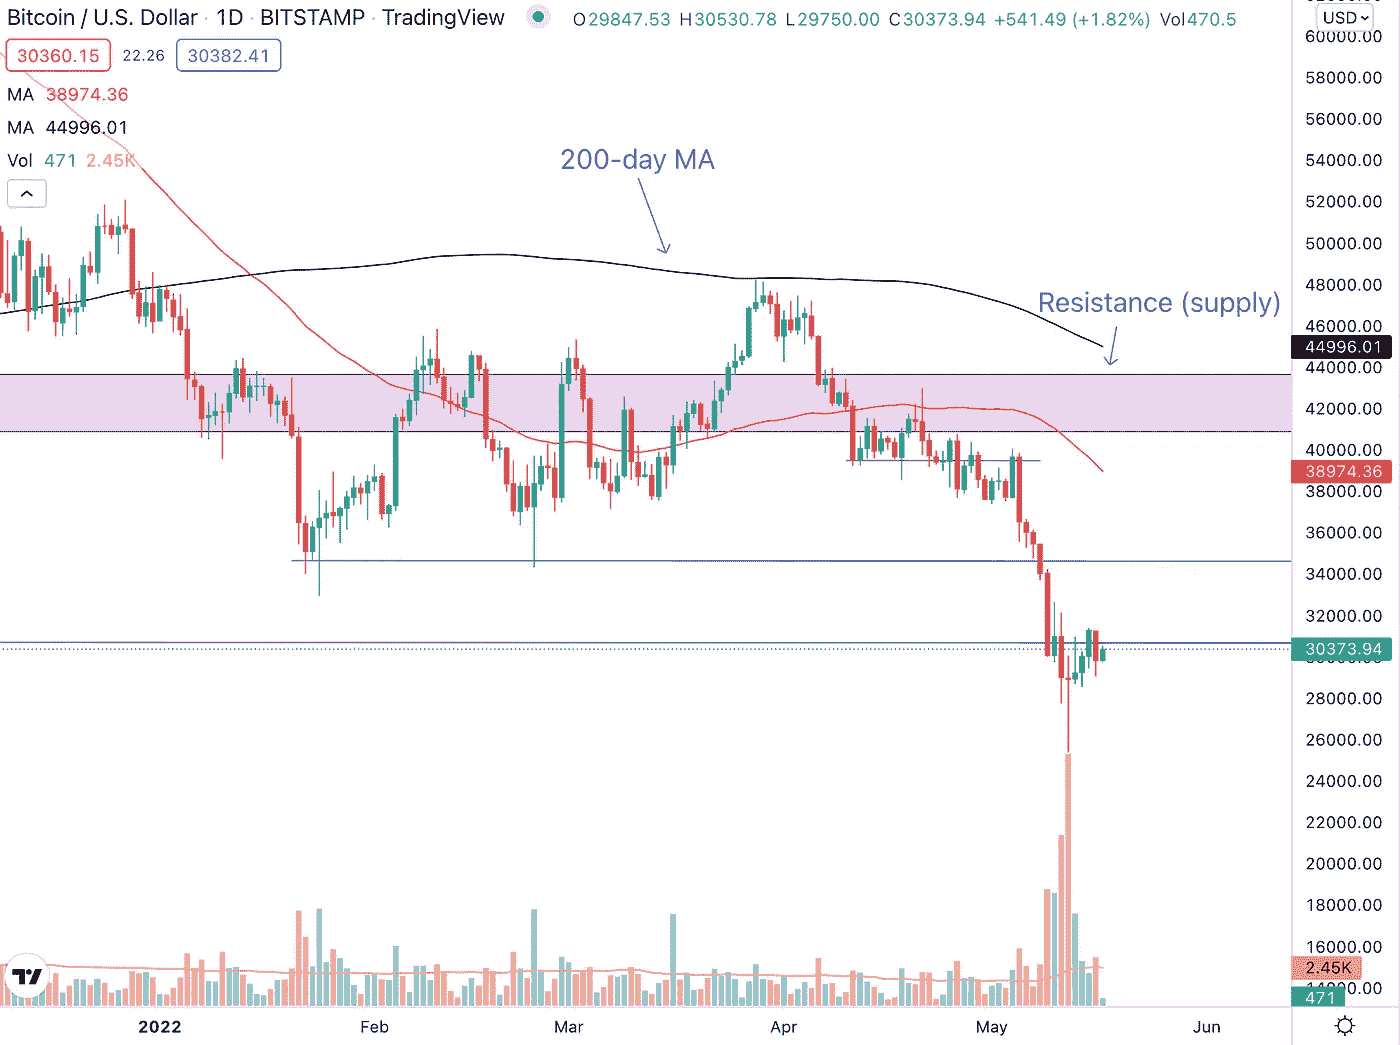 Bitcoin / U.S. Dollar · 1D · BITSTAMP · TradingView O29847.53 H30530.78 L29750.00 C30373.94 +541.49 (+1.82%) Vol470.5
USD
60000.00
30360.15 22.26 30382.41
58000.00
MA 38974.36
56000.00
MA 44996.01
Vol 471 2.45K
54000.00
200-day MA
52000.00
50000.00
48000.00
Resistance (supply)
46000.00
44996.01
44000.00
42000.00
40000.00
38974.36
38000.00
36000.00
34000.00
32000.00
30373.94
28000.00
26000.00
24000.00
22000.00
20000.00
18000.00
16000.00
2.45K
14000.00
471
2022 Feb Mar Apr May Jun